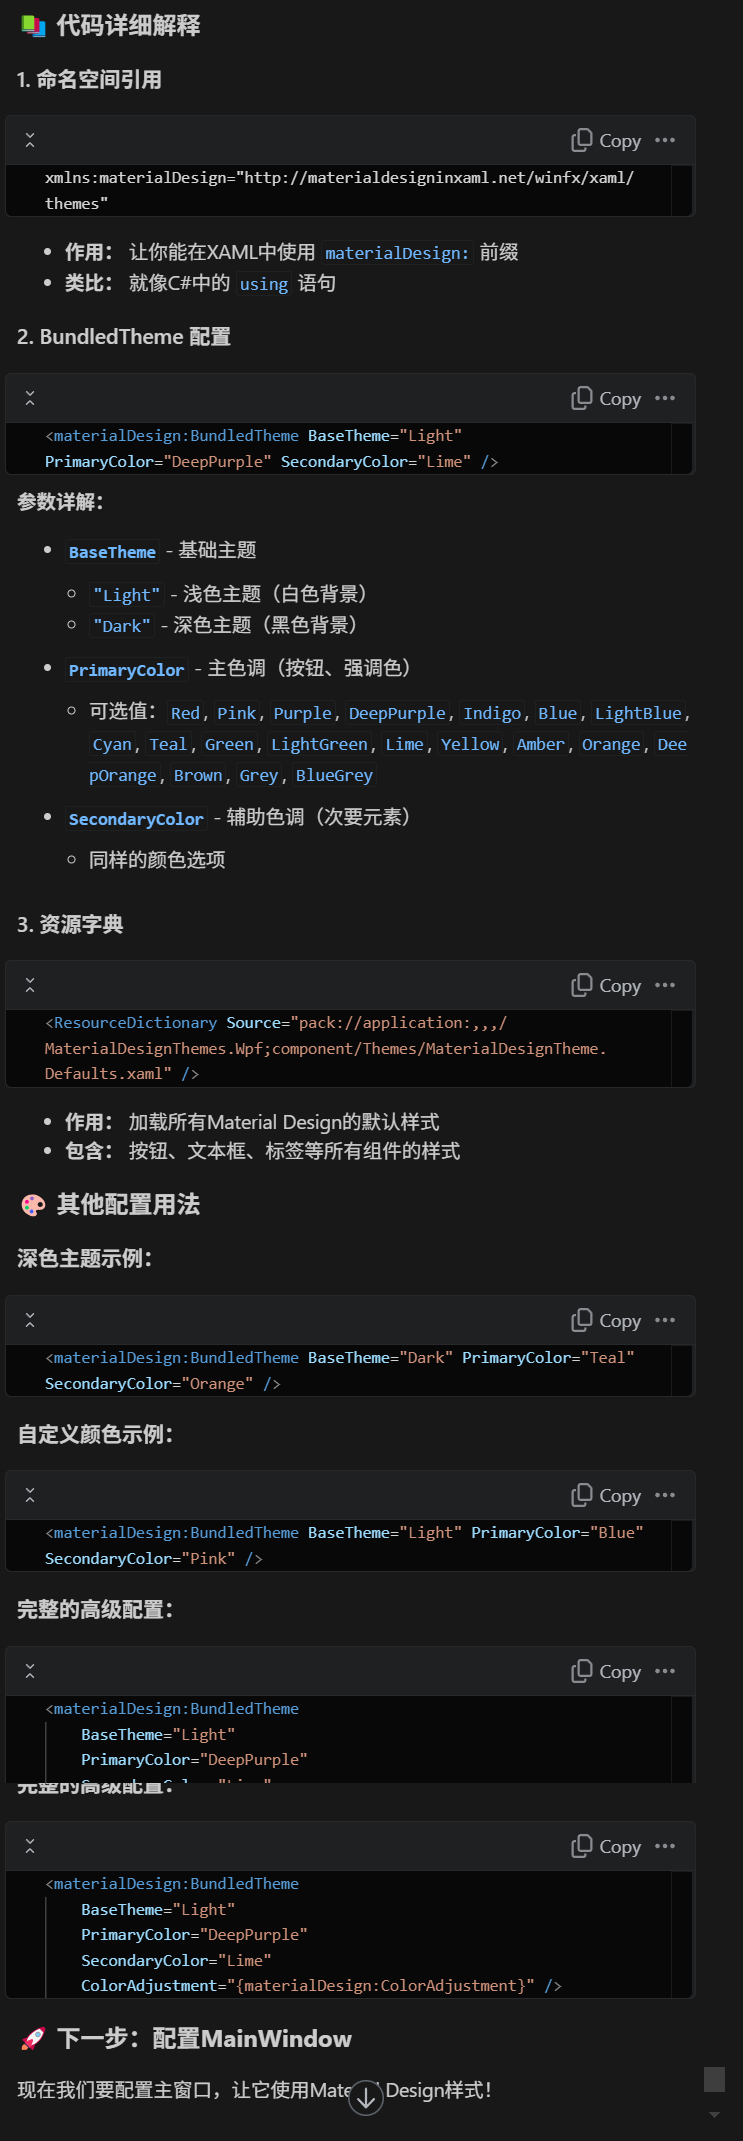 📚 代码详细解释
1. 命名空间引用
Copy ···
xmlns:materialDesign="http://materialdesigninxaml.net/winfx/xaml/
themes"
• 作用： 让你能在XAML中使用 materialDesign: 前缀
• 类比： 就像C#中的 using 语句
2. BundledTheme 配置
Copy ···
<materialDesign:BundledTheme BaseTheme="Light"
PrimaryColor="DeepPurple" SecondaryColor="Lime" />
参数详解：
• BaseTheme - 基础主题
○ "Light" - 浅色主题（白色背景）
○ "Dark" - 深色主题（黑色背景）
• PrimaryColor - 主色调（按钮、强调色）
○ 可选值：Red, Pink, Purple, DeepPurple, Indigo, Blue, LightBlue,
Cyan, Teal, Green, LightGreen, Lime, Yellow, Amber, Orange, Dee
pOrange, Brown, Grey, BlueGrey
• SecondaryColor - 辅助色调（次要元素）
○ 同样的颜色选项
3. 资源字典
Copy ···
<ResourceDictionary Source="pack://application:,,,/
MaterialDesignThemes.Wpf;component/Themes/MaterialDesignTheme.
Defaults.xaml" />
• 作用： 加载所有Material Design的默认样式
• 包含： 按钮、文本框、标签等所有组件的样式
🎨 其他配置用法
深色主题示例：
Copy ···
<materialDesign:BundledTheme BaseTheme="Dark" PrimaryColor="Teal"
SecondaryColor="Orange" />
自定义颜色示例：
Copy ···
<materialDesign:BundledTheme BaseTheme="Light" PrimaryColor="Blue"
SecondaryColor="Pink" />
完整的高级配置：
Copy ···
<materialDesign:BundledTheme
BaseTheme="Light"
PrimaryColor="DeepPurple"
SecondaryColor="Lime"
完整的高级配置：
Copy ···
<materialDesign:BundledTheme
BaseTheme="Light"
PrimaryColor="DeepPurple"
SecondaryColor="Lime"
ColorAdjustment="{materialDesign:ColorAdjustment}" />
🚀 下一步：配置MainWindow
现在我们要配置主窗口，让它使用Material Design样式！